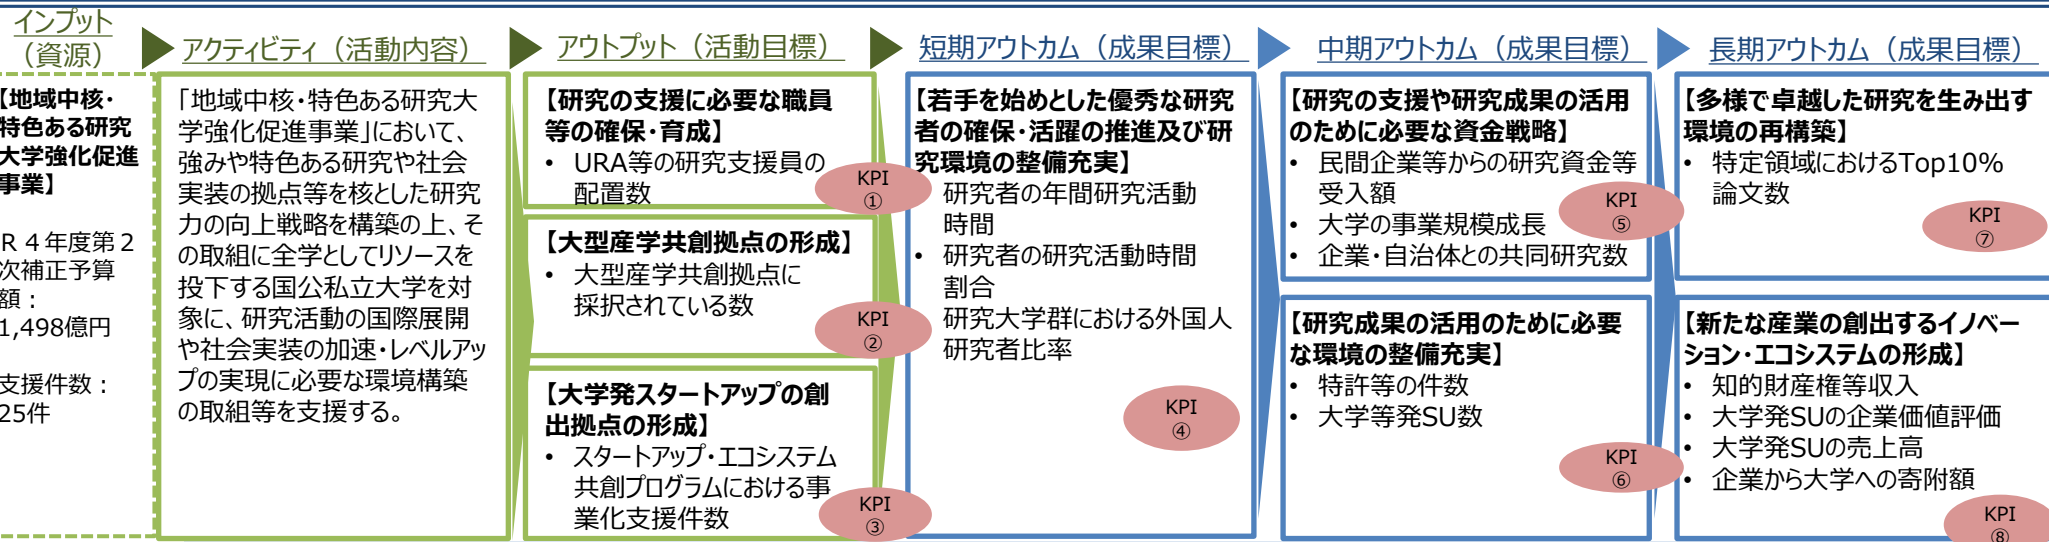 インプット
（資源）
アクティビティ（活動内容）
アウトプット（活動目標）
短期アウトカム（成果目標）
中期アウトカム（成果目標）
長期アウトカム（成果目標）
【地域中核・
特色ある研究
大学強化促進
事業】
R４年度第２
次補正予算
額：
1,498億円
支援件数：
25件
「地域中核・特色ある研究大
学強化促進事業」において、
強みや特色ある研究や社会
実装の拠点等を核とした研究
力の向上戦略を構築の上、そ
の取組に全学としてリソースを
投下する国公私立大学を対
象に、研究活動の国際展開
や社会実装の加速・レベルアッ
プの実現に必要な環境構築
の取組等を支援する。
【研究の支援に必要な職員
等の確保・育成】
• URA等の研究支援員の
配置数
KPI
①
【大型産学共創拠点の形成】
• 大型産学共創拠点に
採択されている数
KPI
②
【大学発スタートアップの創
出拠点の形成】
• スタートアップ・エコシステム
共創プログラムにおける事
業化支援件数
KPI
③
【若手を始めとした優秀な研究
者の確保・活躍の推進及び研
究環境の整備充実】
研究者の年間研究活動
時間
• 研究者の研究活動時間
割合
研究大学群における外国人
研究者比率
KPI
④
【研究の支援や研究成果の活用
のために必要な資金戦略】
• 民間企業等からの研究資金等
受入額
• 大学の事業規模成長
• 企業・自治体との共同研究数
KPI
⑤
【研究成果の活用のために必要
な環境の整備充実】
• 特許等の件数
• 大学等発SU数
KPI
⑥
【多様で卓越した研究を生み出す
環境の再構築】
• 特定領域におけるTop10%
論文数
KPI
⑦
【新たな産業の創出するイノベー
ション・エコシステムの形成】
• 知的財産権等収入
• 大学発SUの企業価値評価
• 大学発SUの売上高
• 企業から大学への寄附額
KPI
⑧